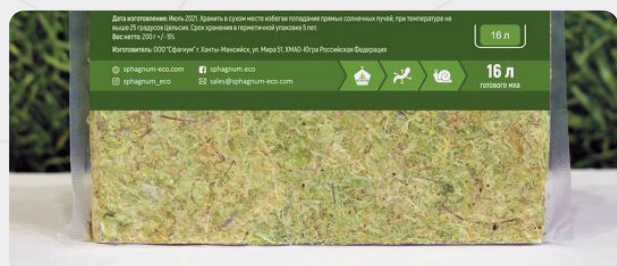 Дата изготовления: Июль 2021. Хранить в сухом месте избегая попадания прямых солнечных лучей, при температуре не
выше 25 градусов Цельсия. Срок хранения в герметичной упаковке 5 лет.
Вес нетто: 200 г +/- 5%
16 л
Изготовитель: ООО "Сфагнум" г. Ханты-Мансийск, ул. Мира 51, ХМАО-Югра Российская Федерация
sphagnum-eco.com
sphagnum.eco
sphagnum_eco
sales@sphagnum-eco.com
16 л
готового мха